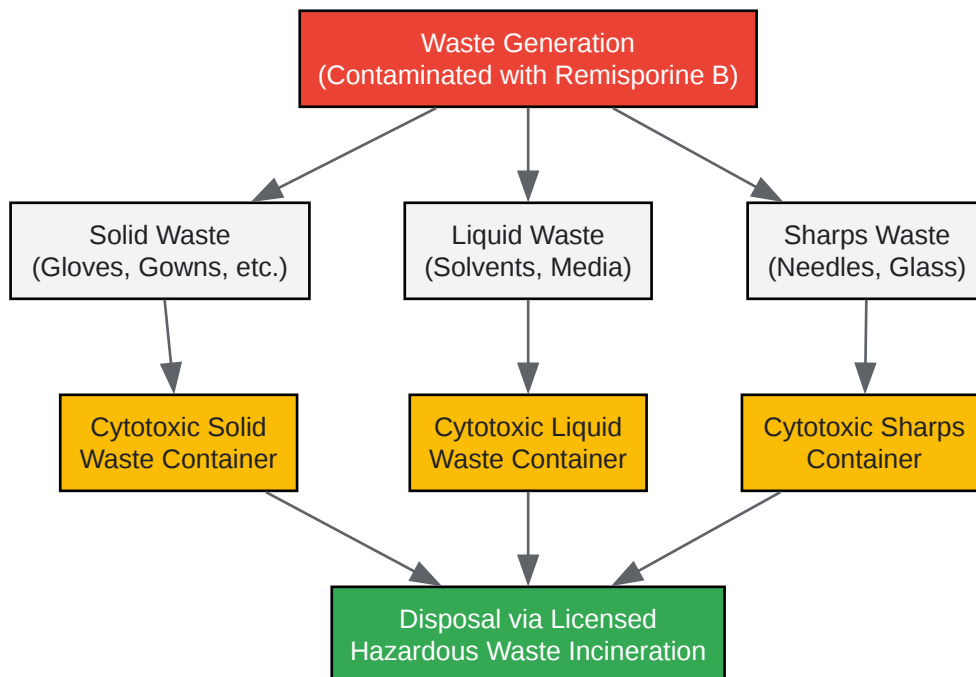 Waste Generation
(Contaminated with Remisporine B)
Solid Waste
(Gloves, Gowns, etc.)
Liquid Waste
(Solvents, Media)
Sharps Waste
(Needles, Glass)
Cytotoxic Solid
Waste Container
Cytotoxic Liquid
Waste Container
Cytotoxic Sharps
Container
Disposal via Licensed
Hazardous Waste Incineration